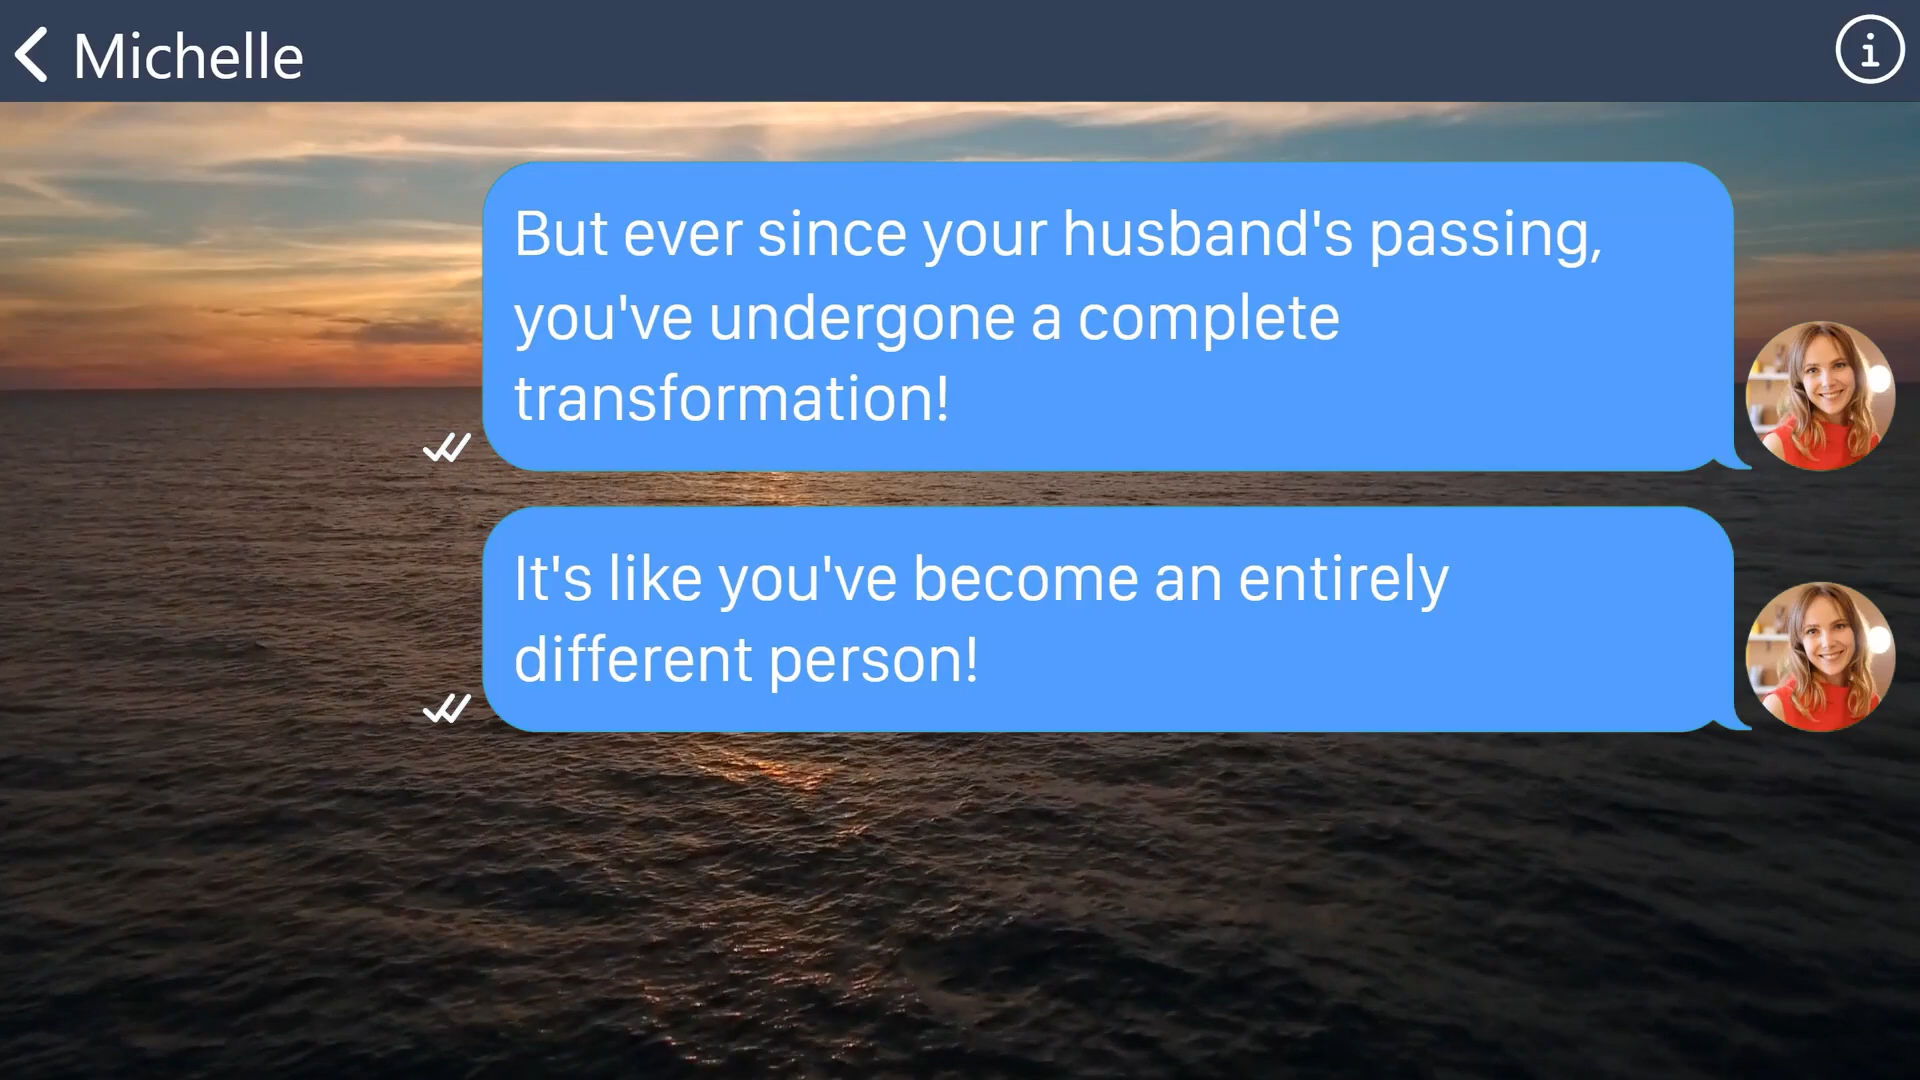 Michelle
But ever since your husband's passing,
you've undergone a complete
transformation!
It's like you've become an entirely
different person!